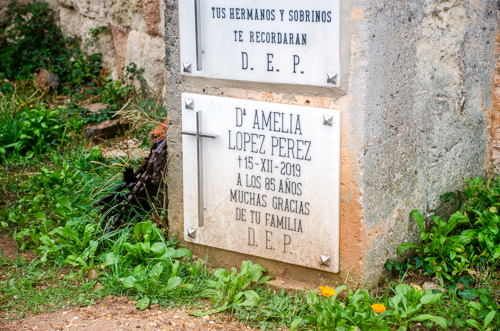 TUS HERMANOS Y SOBRINOS
TE RECORDARAN
D. E. P.
Dª AMELIA
LOPEZ PEREZ
✝15-XII-2019
A LOS 85 AÑOS
MUCHAS GRACIAS
DE TU FAMILIA
D. E. P